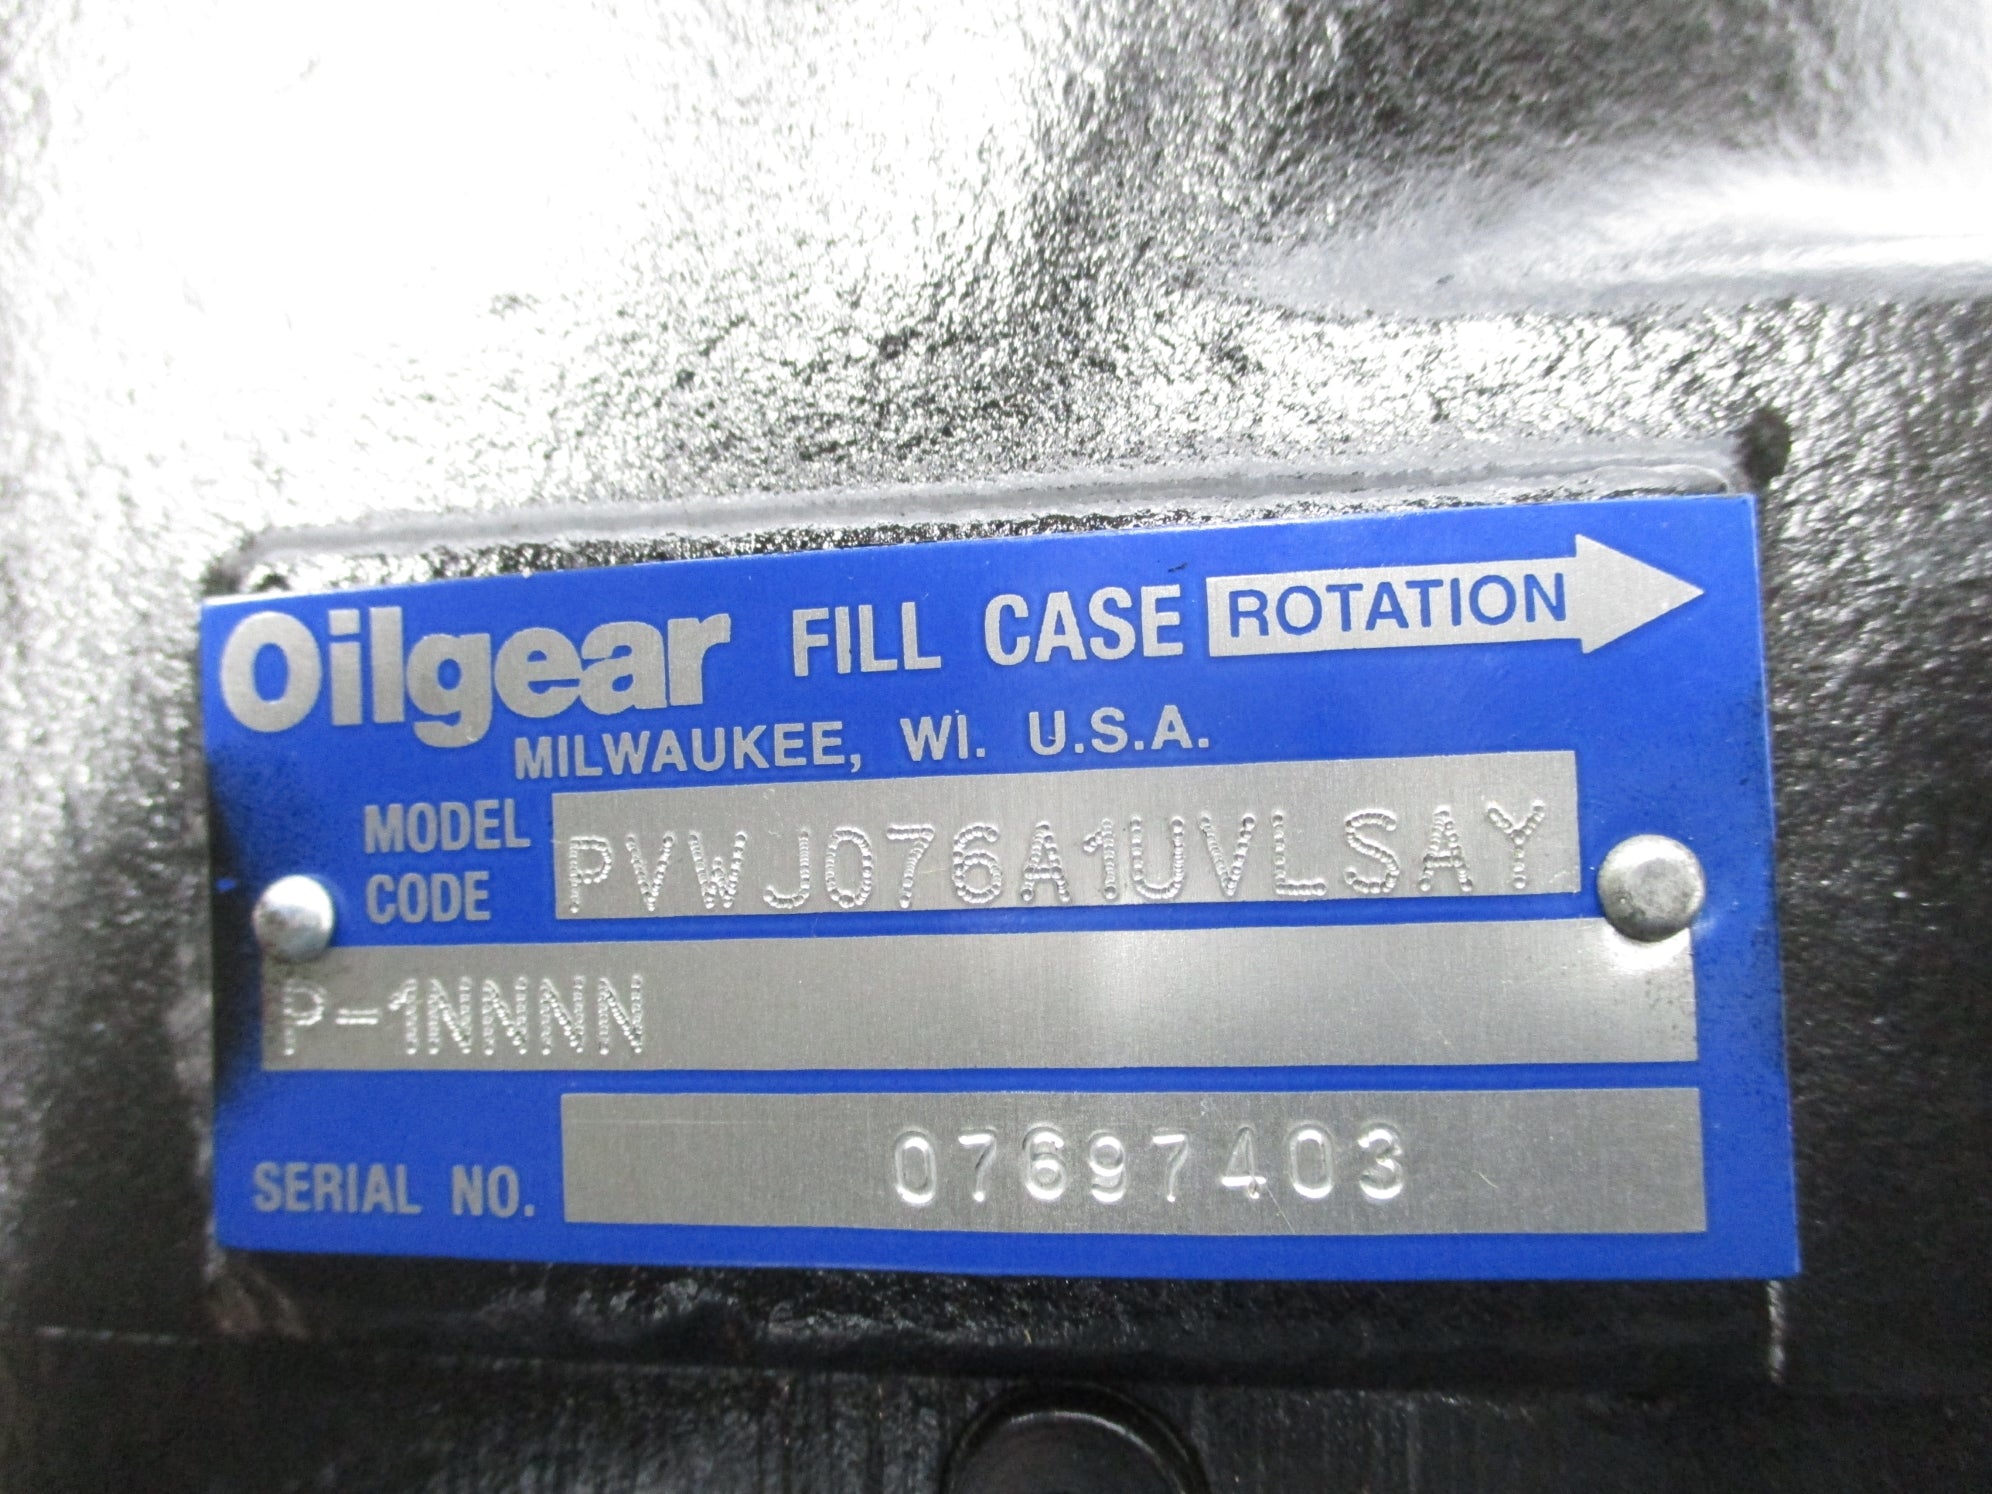 Oilgear FILL CASE ROTATION
MILWAUKEE, WI. U.S.A.
MODEL CODE PVWJ076A1UVLSAY
P-1NNNN
SERIAL NO. 07697403